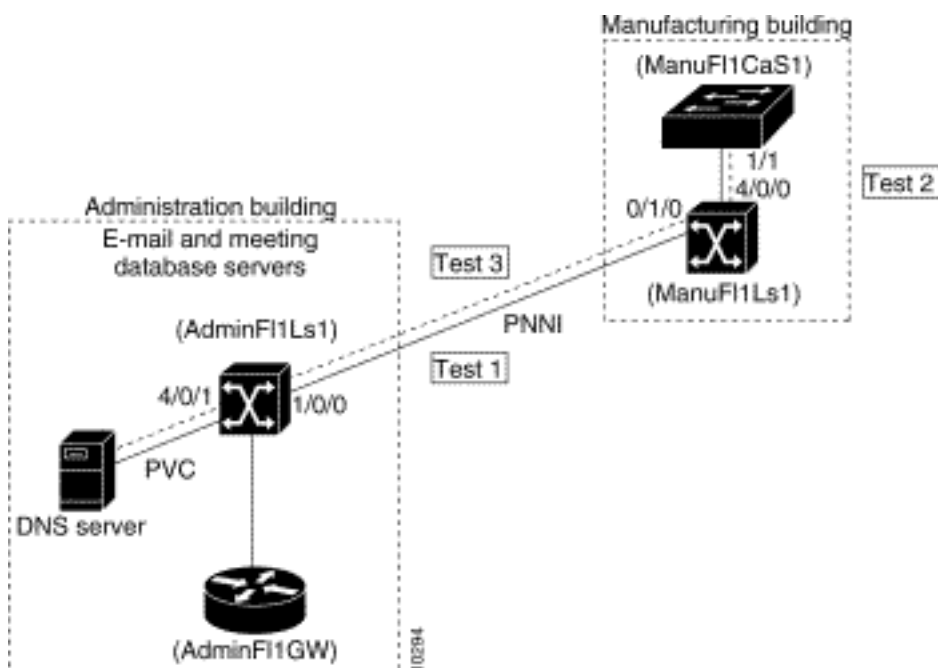 Manufacturing building
(ManuFl1CaS1)
1/1
4/0/0
Test 2
0/1/0
(ManuFl1Ls1)
Administration building
E-mail and meeting
database servers
Test 3
PNNI
(AdminFl1Ls1)
Test 1
4/0/1
1/0/0
PVC
DNS server
(AdminFl1GW)
10294